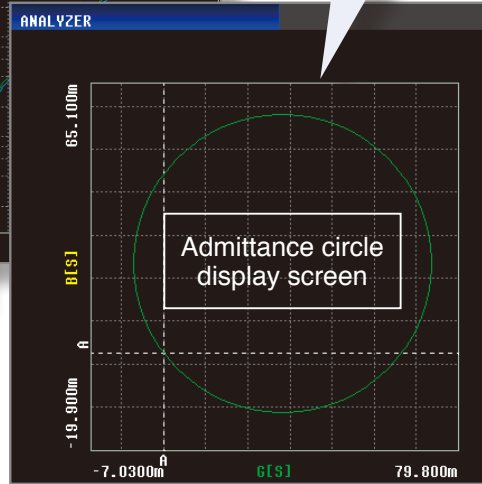 ANALYZER
65.100m
Admittance circle
display screen
B[S]
A
-19.900m
A
-7.0300m G[S] 79.800m